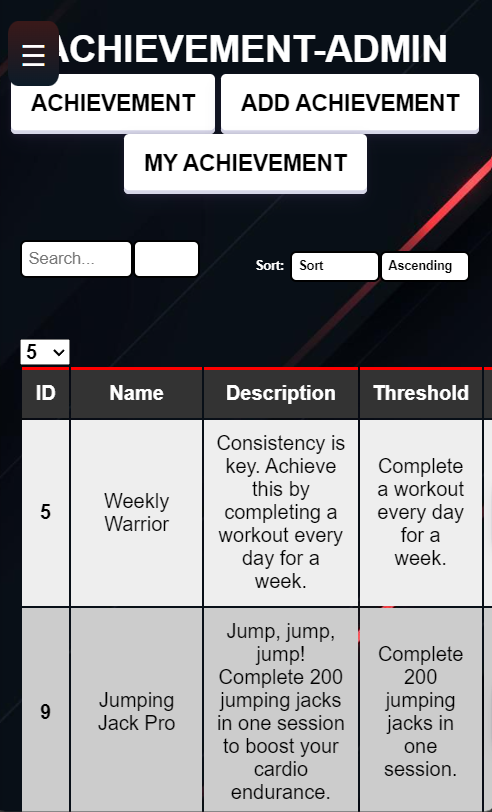 ACHIEVEMENT-ADMIN
ACHIEVEMENT
ADD ACHIEVEMENT
MY ACHIEVEMENT
Search...
Sort:
Sort
Ascending
5
ID
Name
Description
Threshold
5
Weekly
Warrior
Consistency is
key. Achieve
this by
completing a
workout every
day for a
week.
Complete
a workout
every day
for a
week.
9
Jumping
Jack Pro
Jump, jump,
jump!
Complete 200
jumping jacks
in one session
to boost your
cardio
endurance.
Complete
200
jumping
jacks in
one
session.